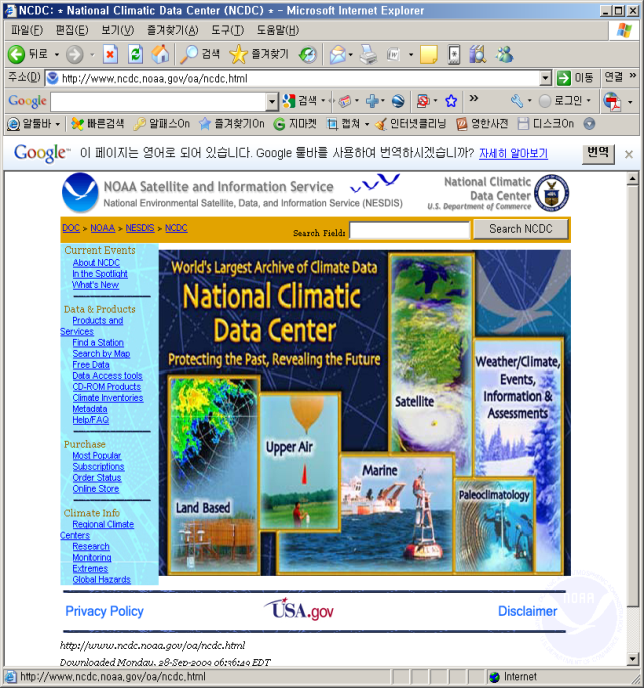 NCDC: * National Climatic Data Center (NCDC) * - Microsoft Internet Explorer
파일(F) 편집(E) 보기(V) 즐겨찾기(A) 도구(T) 도움말(H)
뒤로 검색 즐겨찾기
주소(D) http://www.ncdc.noaa.gov/oa/ncdc.html 이동 연결 »
Google 검색 » 로그인
알툴바 빠른검색 알패스On 즐겨찾기On 지마켓 캡쳐 인터넷클리닝 영한사전 디스크On
Google™ 이 페이지는 영어로 되어 있습니다. Google 툴바를 사용하여 번역하시겠습니까? 자세히 알아보기 번역
NOAA Satellite and Information Service
National Environmental Satellite, Data, and Information Service (NESDIS)
National Climatic
Data Center
U.S. Department of Commerce
DOC > NOAA > NESDIS > NCDC
Search Fields Search NCDC
Current Events
About NCDC
In the Spotlight
What's New
Data & Products
Products and
Services
Find a Station
Search by Map
Free Data
Data Access tools
CD-ROM Products
Climate Inventories
Metadata
Help/FAQ
Purchase
Most Popular
Subscriptions
Order Status
Online Store
Climate Info
Regional Climate
Centers
Research
Monitoring
Extremes
Global Hazards
World's Largest Archive of Climate Data
National Climatic
Data Center
Protecting the Past, Revealing the Future
Satellite
Weather/Climate,
Events,
Information &
Assessments
Upper Air
Marine
Land Based
Paleoclimatology
Privacy Policy
USA.gov
Disclaimer
NOAA
http://www.ncdc.noaa.gov/oa/ncdc.html
Downloaded Monday, 28-Sep-2009 06:36:49 EDT
http://www.ncdc.noaa.gov/oa/ncdc.html Internet